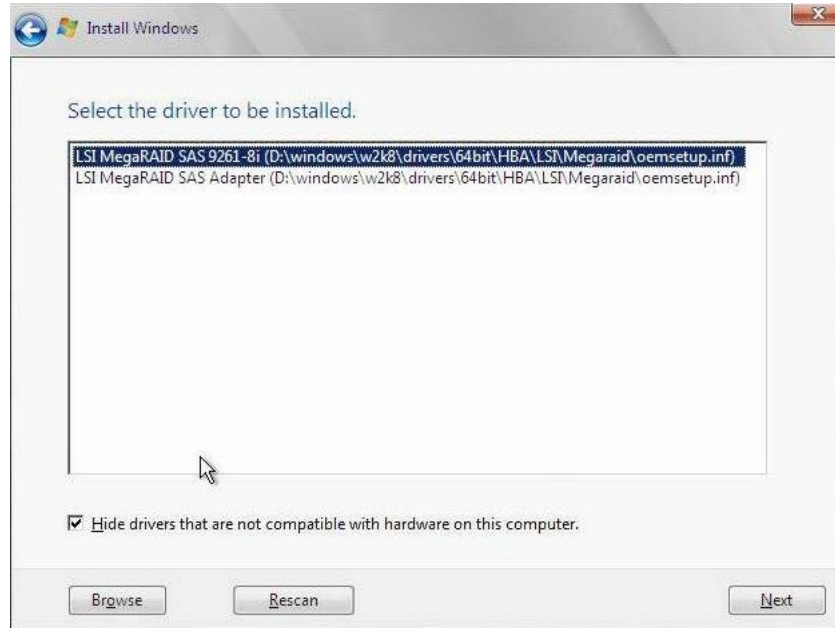 Install Windows
Select the driver to be installed.
LSI MegaRAID SAS 9261-8i (D:\windows\w2k8\drivers\64bit\HBA\LSI\Megaraid\oemsetup.inf)
LSI MegaRAID SAS Adapter (D:\windows\w2k8\drivers\64bit\HBA\LSI\Megaraid\oemsetup.inf)
Hide drivers that are not compatible with hardware on this computer.
Browse Rescan Next